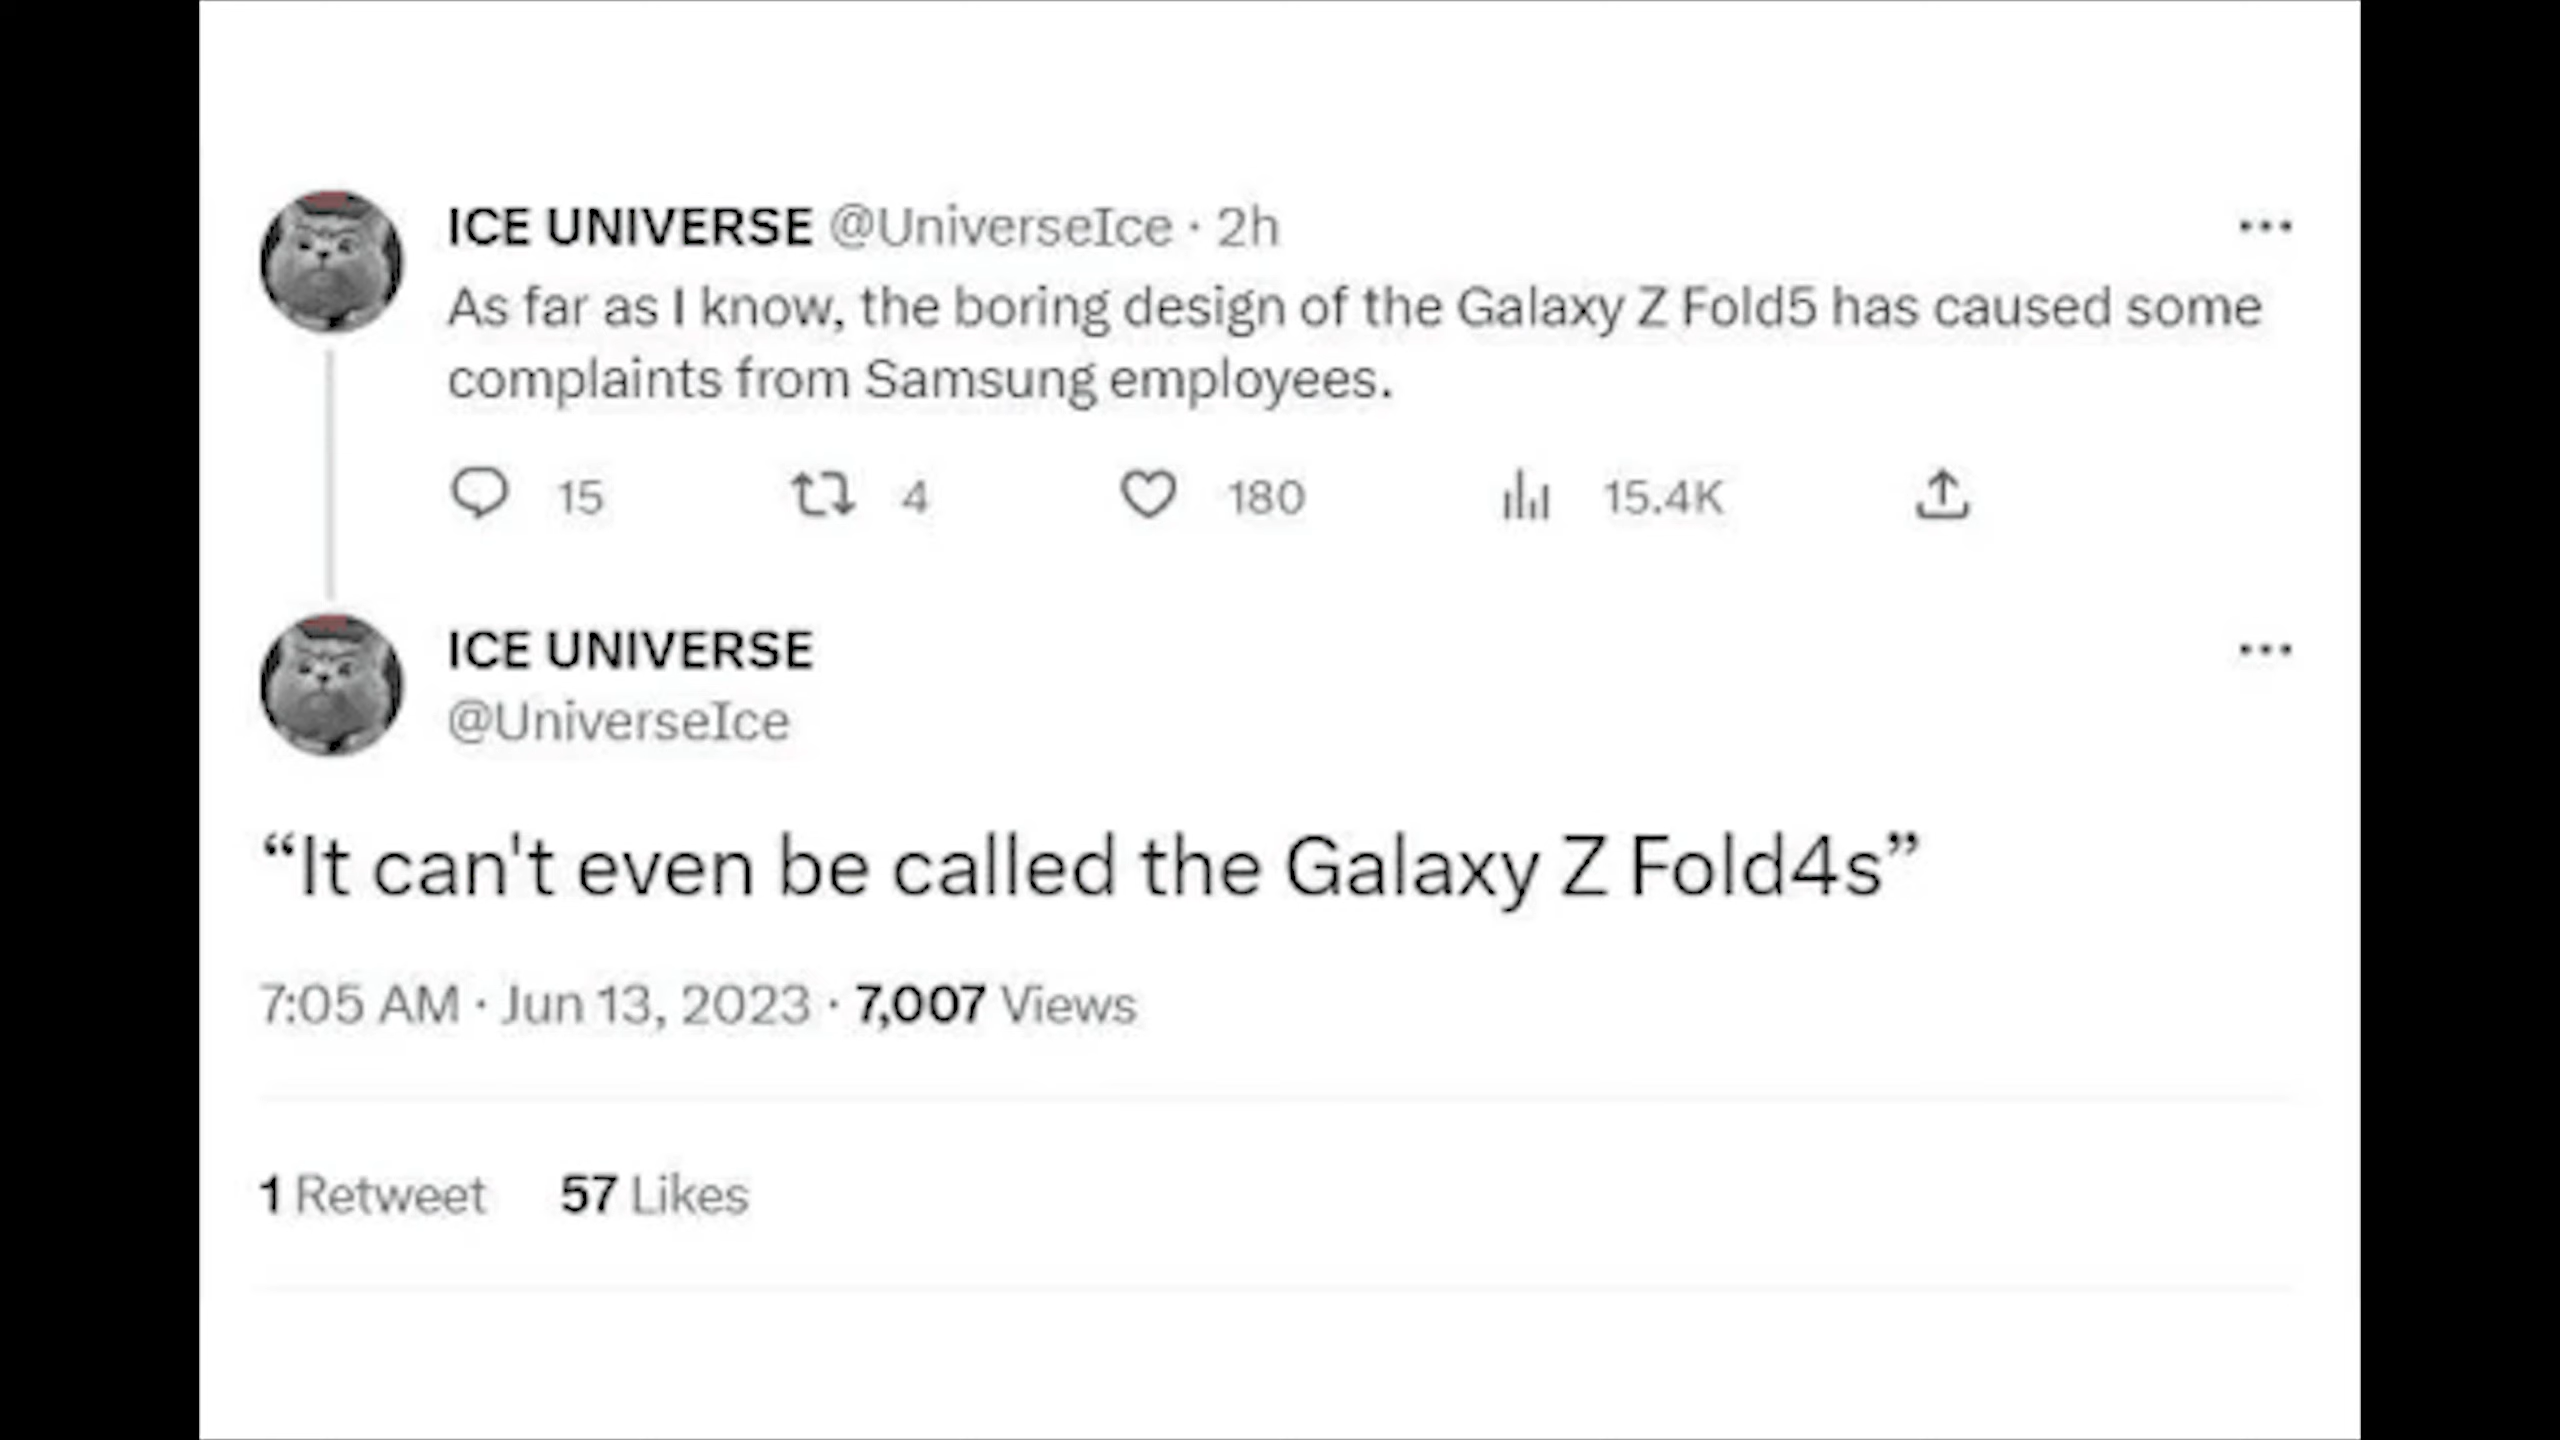 ICE UNIVERSE @UniverseIce · 2h
As far as I know, the boring design of the Galaxy Z Fold5 has caused some
complaints from Samsung employees.
15 4 180 15.4K
ICE UNIVERSE
@UniverseIce
“It can't even be called the Galaxy Z Fold4s”
7:05 AM · Jun 13, 2023 · 7,007 Views
1 Retweet 57 Likes